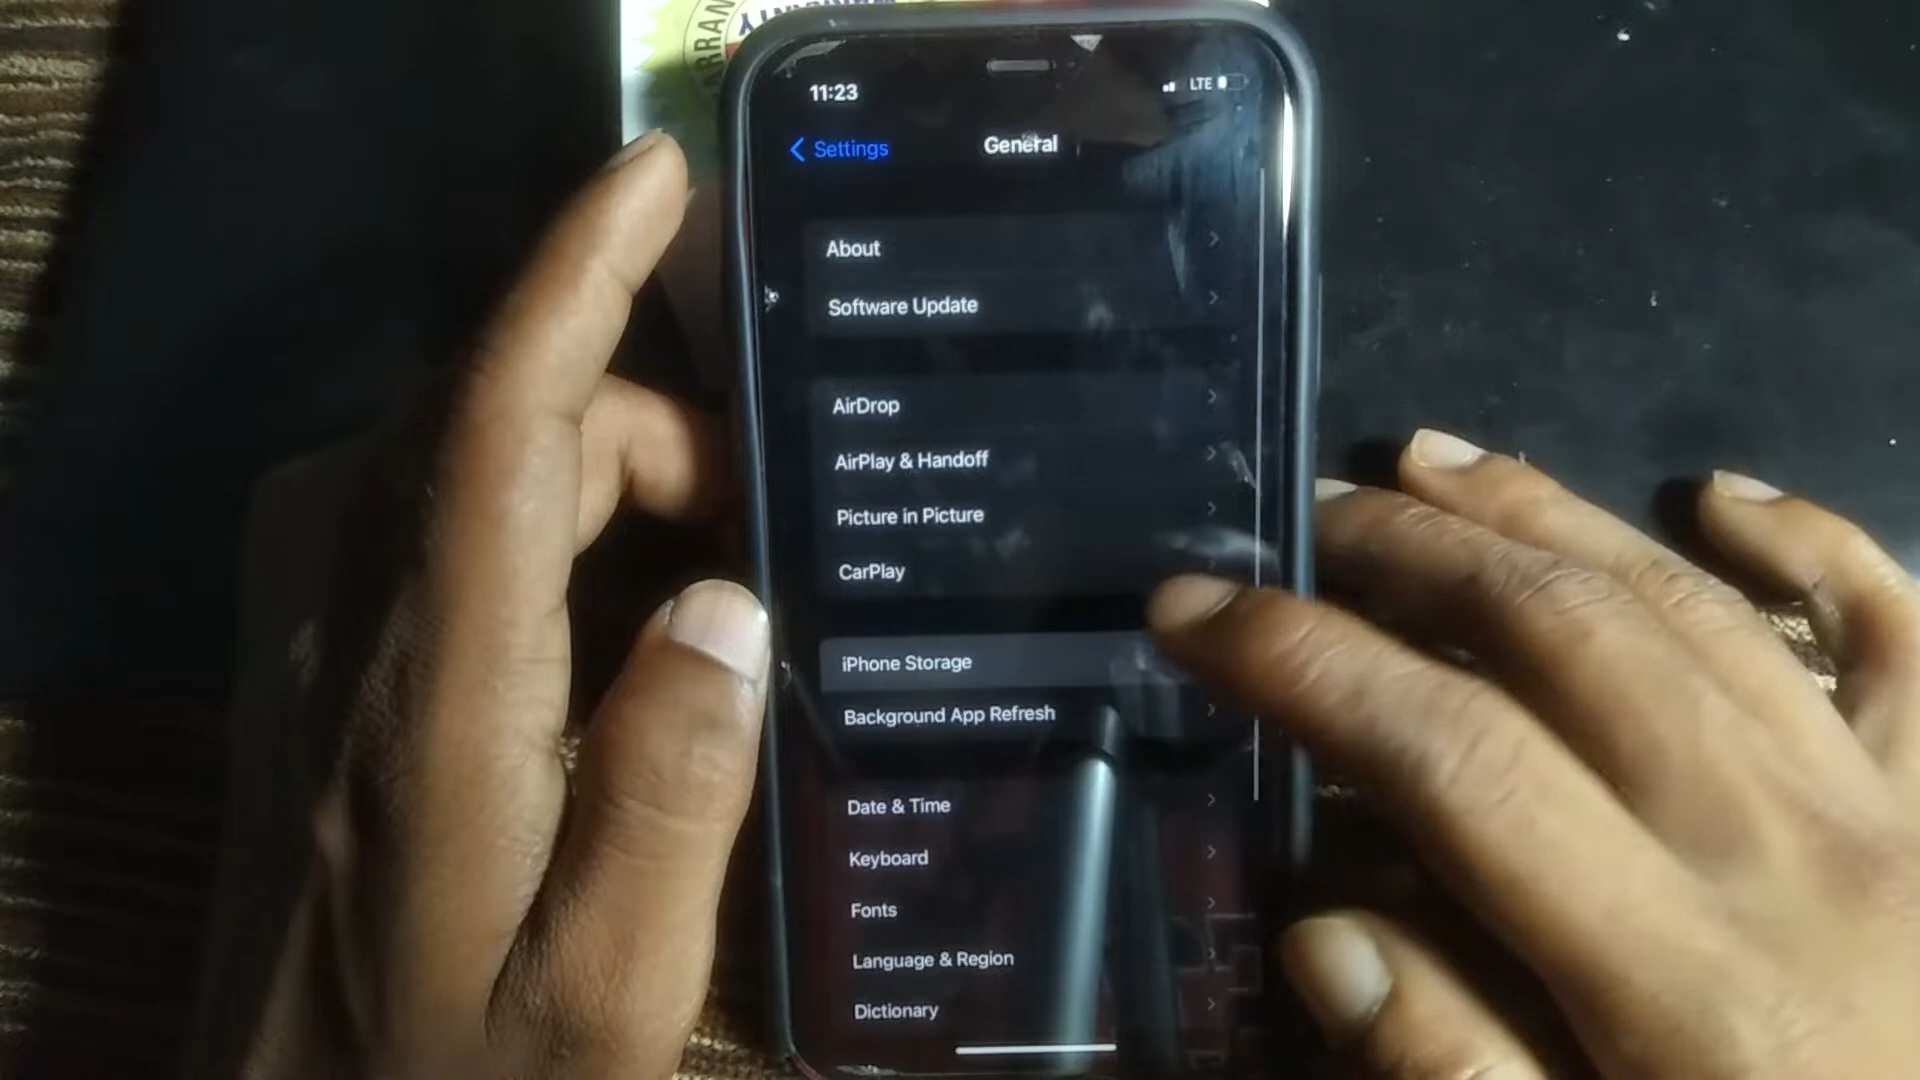 ARRAN
11:23
LTE
Settings
General
About
Software Update
AirDrop
AirPlay & Handoff
Picture in Picture
CarPlay
iPhone Storage
Background App Refresh
Date & Time
Keyboard
Fonts
Language & Region
Dictionary